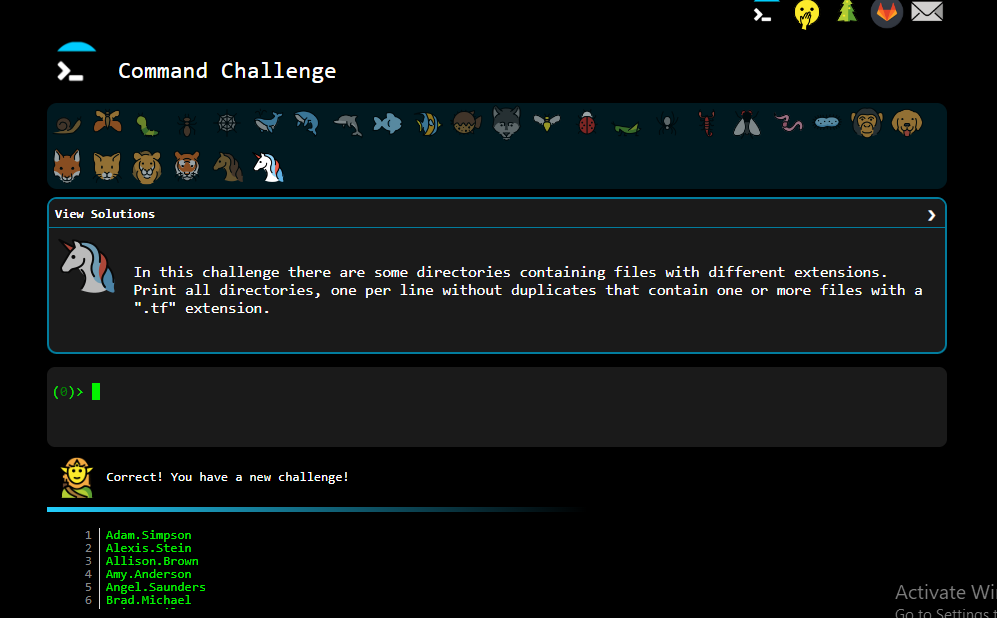 Command Challenge
View Solutions
In this challenge there are some directories containing files with different extensions.
Print all directories, one per line without duplicates that contain one or more files with a
".tf" extension.
(0)>
Correct! You have a new challenge!
1 Adam.Simpson
2 Alexis.Stein
3 Allison.Brown
4 Amy.Anderson
5 Angel.Saunders
6 Brad.Michael
Activate Wi
Go to Settings t